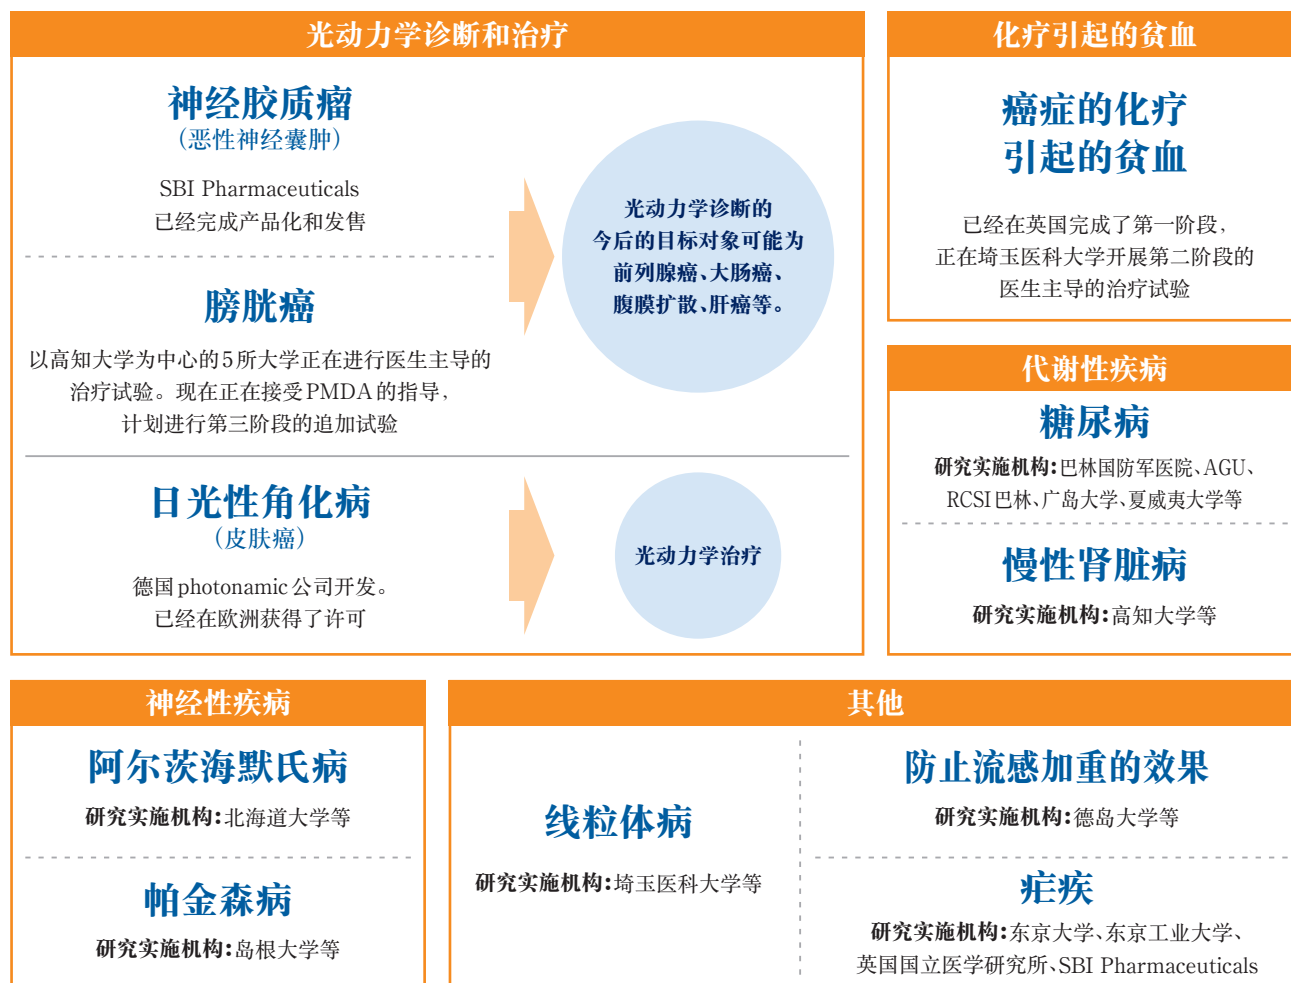 光动力学诊断和治疗
神经胶质瘤
（恶性神经囊肿）
SBI Pharmaceuticals
已经完成产品化和发售
膀胱癌
以高知大学为中心的5所大学正在进行医生主导的
治疗试验。现在正在接受PMDA的指导，
计划进行第三阶段的追加试验
光动力学诊断的
今后的目标对象可能为
前列腺癌、大肠癌、
腹膜扩散、肝癌等。
日光性角化病
（皮肤癌）
德国photonamic公司开发。
已经在欧洲获得了许可
光动力学治疗
化疗引起的贫血
癌症的化疗
引起的贫血
已经在英国完成了第一阶段，
正在埼玉医科大学开展第二阶段的
医生主导的治疗试验
代谢性疾病
糖尿病
研究实施机构：巴林国防军医院、AGU、
RCSI巴林、广岛大学、夏威夷大学等
慢性肾脏病
研究实施机构：高知大学等
神经性疾病
阿尔茨海默氏病
研究实施机构：北海道大学等
帕金森病
研究实施机构：岛根大学等
其他
线粒体病
研究实施机构：埼玉医科大学等
防止流感加重的效果
研究实施机构：德岛大学等
疟疾
研究实施机构：东京大学、东京工业大学、
英国国立医学研究所、SBI Pharmaceuticals